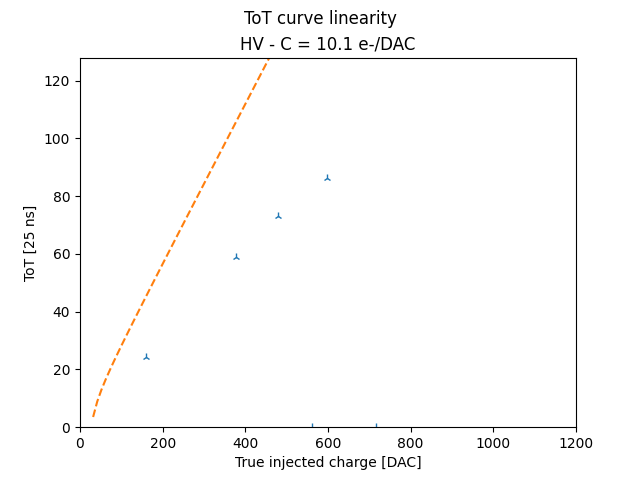 ToT curve linearity
HV - C = 10.1 e-/DAC
ToT [25 ns]
120
100
80
60
40
20
0
0 200 400 600 800 1000 1200
True injected charge [DAC]